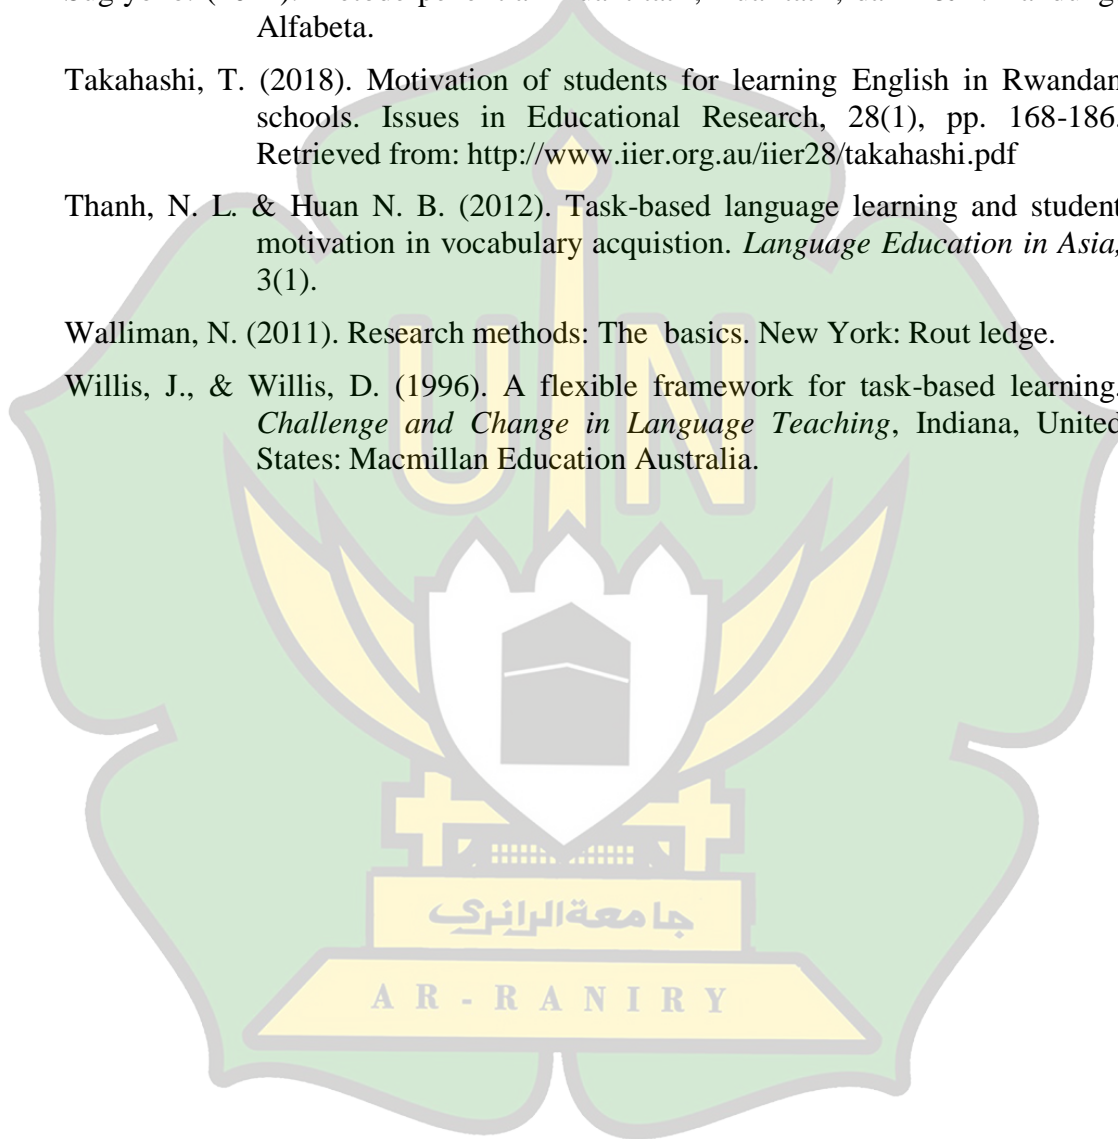 Alfabeta.
Takahashi, T. (2018). Motivation of students for learning English in Rwandan
schools. Issues in Educational Research, 28(1), pp. 168-186.
Retrieved from: http://www.iier.org.au/iier28/takahashi.pdf
Thanh, N. L. & Huan N. B. (2012). Task-based language learning and student
motivation in vocabulary acquistion. Language Education in Asia,
3(1).
Walliman, N. (2011). Research methods: The basics. New York: Rout ledge.
Willis, J., & Willis, D. (1996). A flexible framework for task-based learning.
Challenge and Change in Language Teaching, Indiana, United
States: Macmillan Education Australia.
UIN
جامعةالرانري
AR-RANIRY